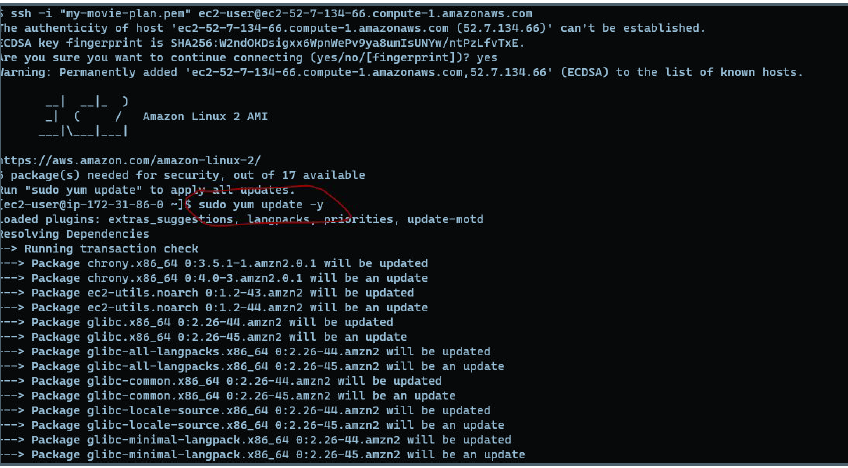 $ ssh -i "my-movie-plan.pem" ec2-user@ec2-52-7-134-66.compute-1.amazonaws.com
The authenticity of host 'ec2-52-7-134-66.compute-1.amazonaws.com (52.7.134.66)' can't be established.
ECDSA key fingerprint is SHA256:W2ndOKDsigxx6WpnWePv9ya8umIsUNYw/ntPzLfvTxE.
Are you sure you want to continue connecting (yes/no/[fingerprint])? yes
Warning: Permanently added 'ec2-52-7-134-66.compute-1.amazonaws.com,52.7.134.66' (ECDSA) to the list of known hosts.
Amazon Linux 2 AMI
https://aws.amazon.com/amazon-linux-2/
package(s) needed for security, out of 17 available
Run "sudo yum update" to apply all updates.
[ec2-user@ip-172-31-86-0 ~]$ sudo yum update -y
Loaded plugins: extras_suggestions, langpacks, priorities, update-motd
Resolving Dependencies
--> Running transaction check
---> Package chrony.x86_64 0:3.5.1-1.amzn2.0.1 will be updated
---> Package chrony.x86_64 0:4.0-3.amzn2.0.1 will be an update
---> Package ec2-utils.noarch 0:1.2-43.amzn2 will be updated
---> Package ec2-utils.noarch 0:1.2-44.amzn2 will be an update
---> Package glibc.x86_64 0:2.26-44.amzn2 will be updated
---> Package glibc.x86_64 0:2.26-45.amzn2 will be an update
---> Package glibc-all-langpacks.x86_64 0:2.26-44.amzn2 will be updated
---> Package glibc-all-langpacks.x86_64 0:2.26-45.amzn2 will be an update
---> Package glibc-common.x86_64 0:2.26-44.amzn2 will be updated
---> Package glibc-common.x86_64 0:2.26-45.amzn2 will be an update
---> Package glibc-locale-source.x86_64 0:2.26-44.amzn2 will be updated
---> Package glibc-locale-source.x86_64 0:2.26-45.amzn2 will be an update
---> Package glibc-minimal-langpack.x86_64 0:2.26-44.amzn2 will be updated
---> Package glibc-minimal-langpack.x86_64 0:2.26-45.amzn2 will be an update